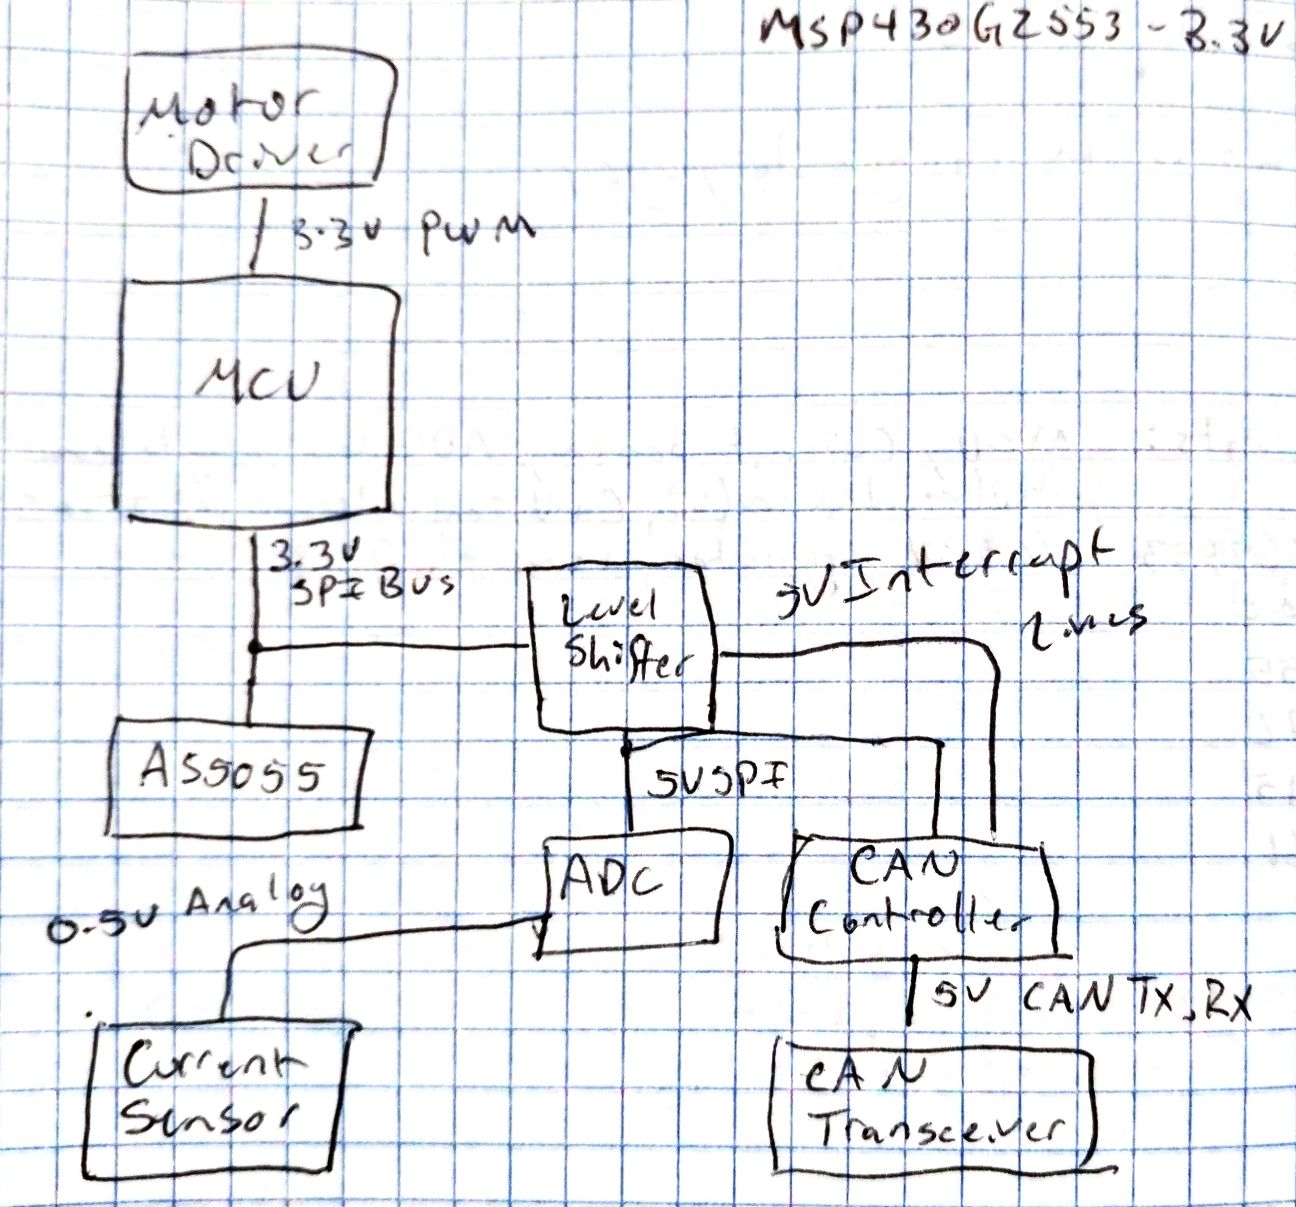 MSP430G2553 - 3.3V
Motor
Driver
3.3V PWM
MCU
3.3V
SPI Bus
Level
Shifter
5V Interrupt
Lines
AS5055
5V SPI
ADC
CAN
Controller
0-5V Analog
5V CAN TX, RX
Current
Sensor
CAN
Transceiver